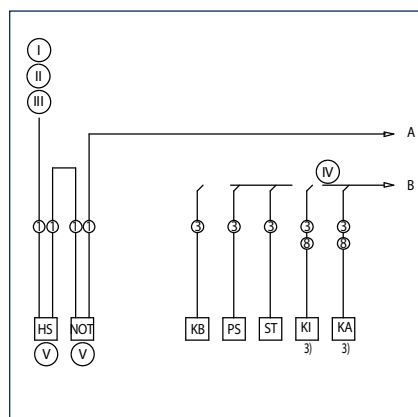 I
II
III
A
IV
B
1 1 1 1 3 3 3 3 3
8 8
HS NOT KB PS ST KI KA
V V 3) 3)